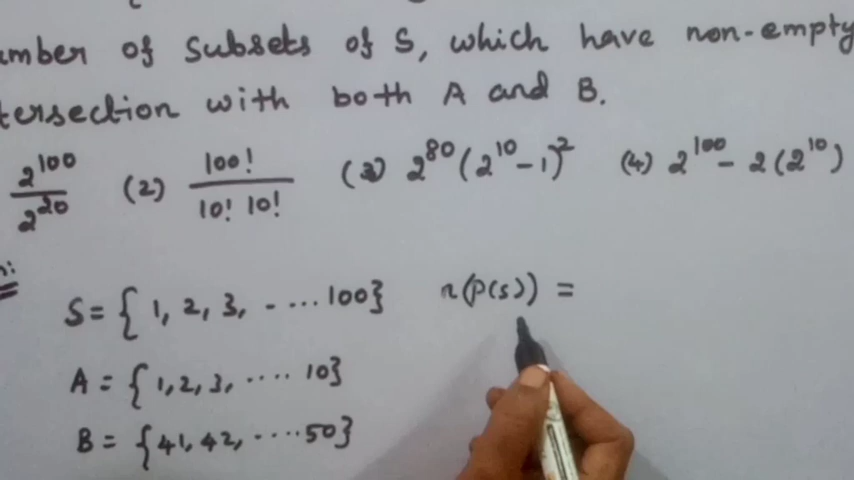 umber of subsets of S, which have non-empty
tersection with both A and B.
2^100/2^20 (2) 100!/10! 10! (3) 2^80(2^10-1)^2 (4) 2^100-2(2^10)
n:
S={ 1, 2, 3, - .... 100} n(P(s)) =
A = {1,2,3, ..... 10}
B = {41,42, .....50}